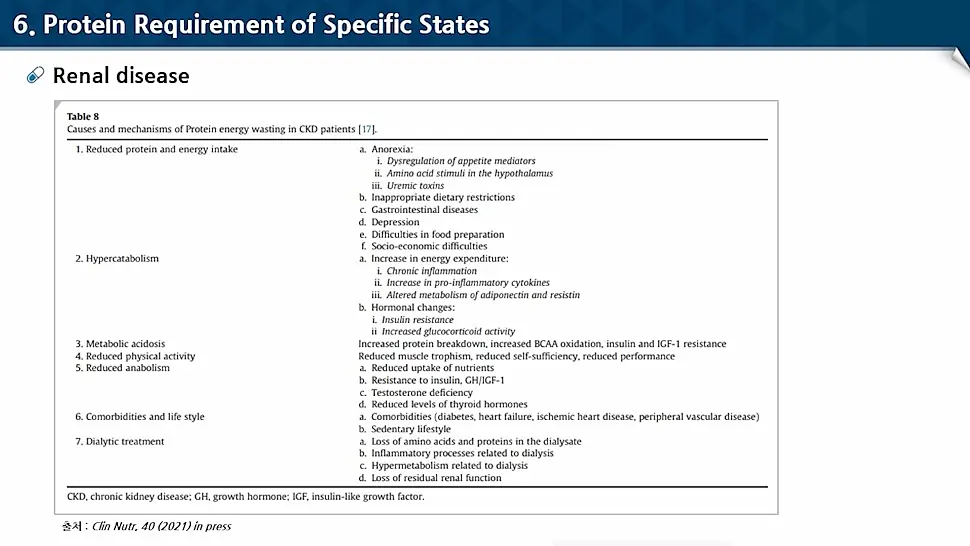 6. Protein Requirement of Specific States
Renal disease
Table 8
Causes and mechanisms of Protein energy wasting in CKD patients [17].
1. Reduced protein and energy intake
a. Anorexia:
i. Dysregulation of appetite mediators
ii. Amino acid stimuli in the hypothalamus
iii. Uremic toxins
b. Inappropriate dietary restrictions
c. Gastrointestinal diseases
d. Depression
e. Difficulties in food preparation
f. Socio-economic difficulties
2. Hypercatabolism
a. Increase in energy expenditure:
i. Chronic inflammation
ii. Increase in pro-inflammatory cytokines
iii. Altered metabolism of adiponectin and resistin
b. Hormonal changes:
i. Insulin resistance
ii Increased glucocorticoid activity
3. Metabolic acidosis
Increased protein breakdown, increased BCAA oxidation, insulin and IGF-1 resistance
4. Reduced physical activity
Reduced muscle trophism, reduced self-sufficiency, reduced performance
5. Reduced anabolism
a. Reduced uptake of nutrients
b. Resistance to insulin, GH/IGF-1
c. Testosterone deficiency
d. Reduced levels of thyroid hormones
6. Comorbidities and life style
a. Comorbidities (diabetes, heart failure, ischemic heart disease, peripheral vascular disease)
b. Sedentary lifestyle
7. Dialytic treatment
a. Loss of amino acids and proteins in the dialysate
b. Inflammatory processes related to dialysis
c. Hypermetabolism related to dialysis
d. Loss of residual renal function
CKD, chronic kidney disease; GH, growth hormone; IGF, insulin-like growth factor.
출처 : Clin Nutr, 40 (2021) in press